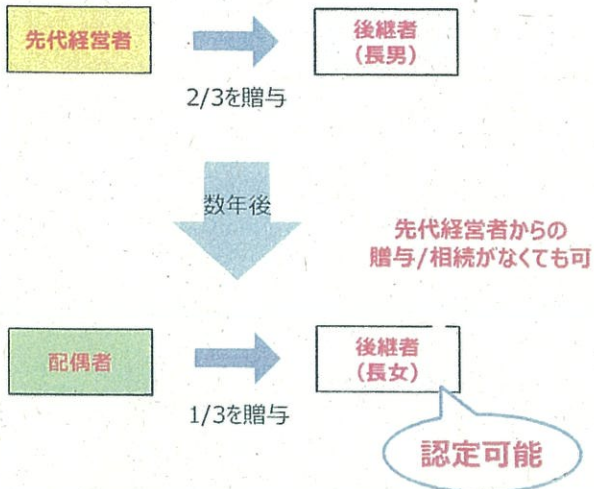 先代経営者
後継者
(長男)
2/3を贈与
数年後
先代経営者からの
贈与/相続がなくても可
配偶者
後継者
(長女)
1/3を贈与
認定可能